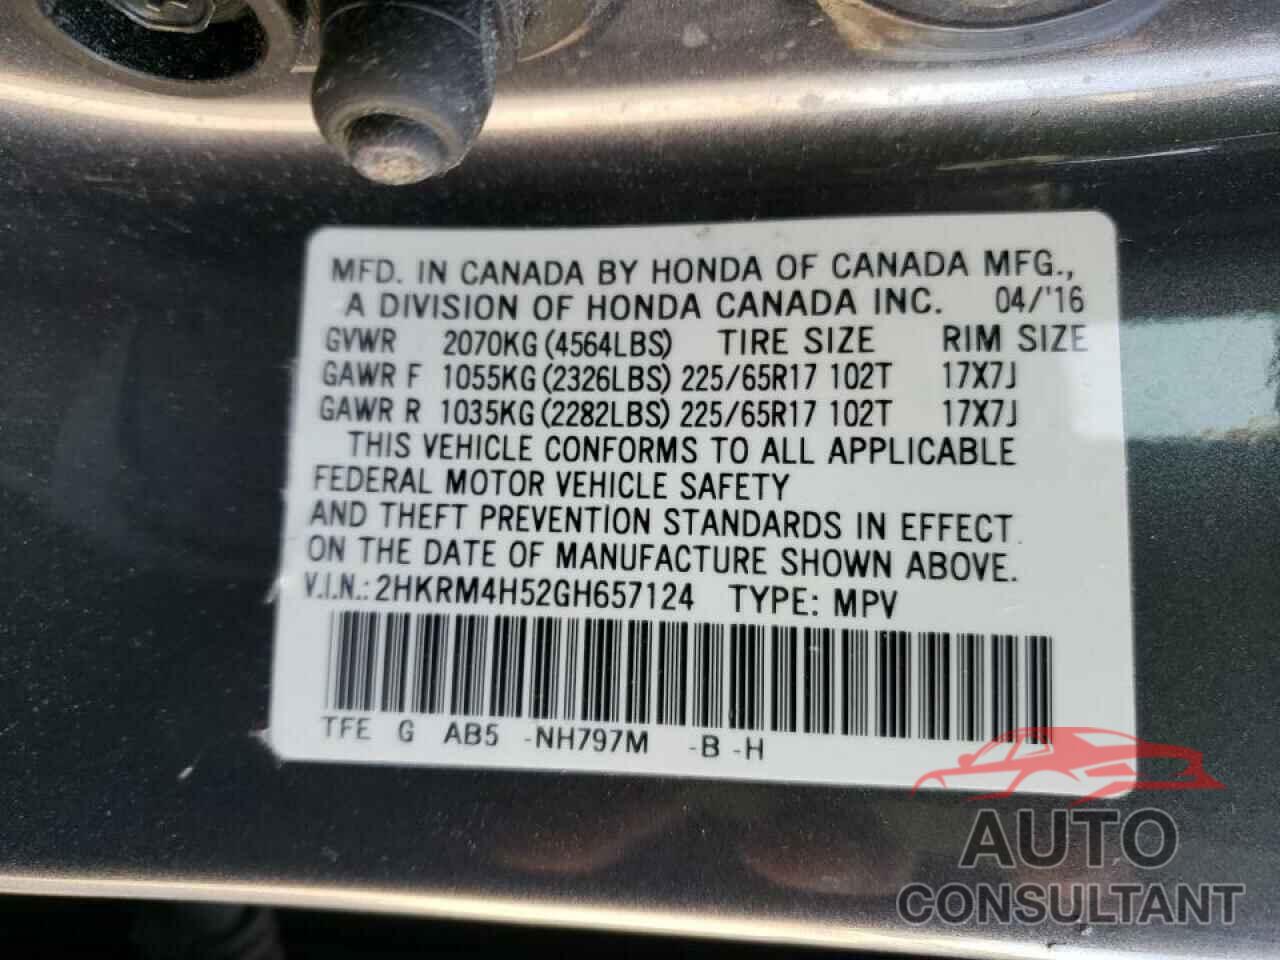 MFD. IN CANADA BY HONDA OF CANADA MFG.,
A DIVISION OF HONDA CANADA INC. 04/'16
GVWR 2070KG (4564LBS) TIRE SIZE RIM SIZE
GAWR F 1055KG (2326LBS) 225/65R17 102T 17X7J
GAWR R 1035KG (2282LBS) 225/65R17 102T 17X7J
THIS VEHICLE CONFORMS TO ALL APPLICABLE
FEDERAL MOTOR VEHICLE SAFETY
AND THEFT PREVENTION STANDARDS IN EFFECT
ON THE DATE OF MANUFACTURE SHOWN ABOVE.
V.I.N.: 2HKRM4H52GH657124 TYPE: MPV
TFE G AB5 -NH797M -B -H
AUTO
CONSULTANT